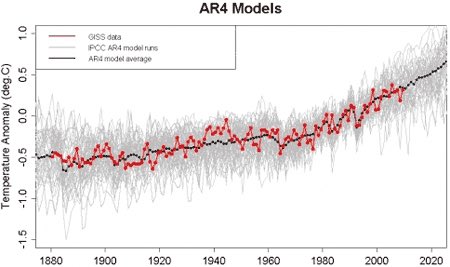 AR4 Models
GISS data
IPCC AR4 model runs
AR4 model average
Temperature Anomaly (deg.C)
1.0
0.5
0.0
-0.5
-1.0
-1.5
1880 1900 1920 1940 1960 1980 2000 2020